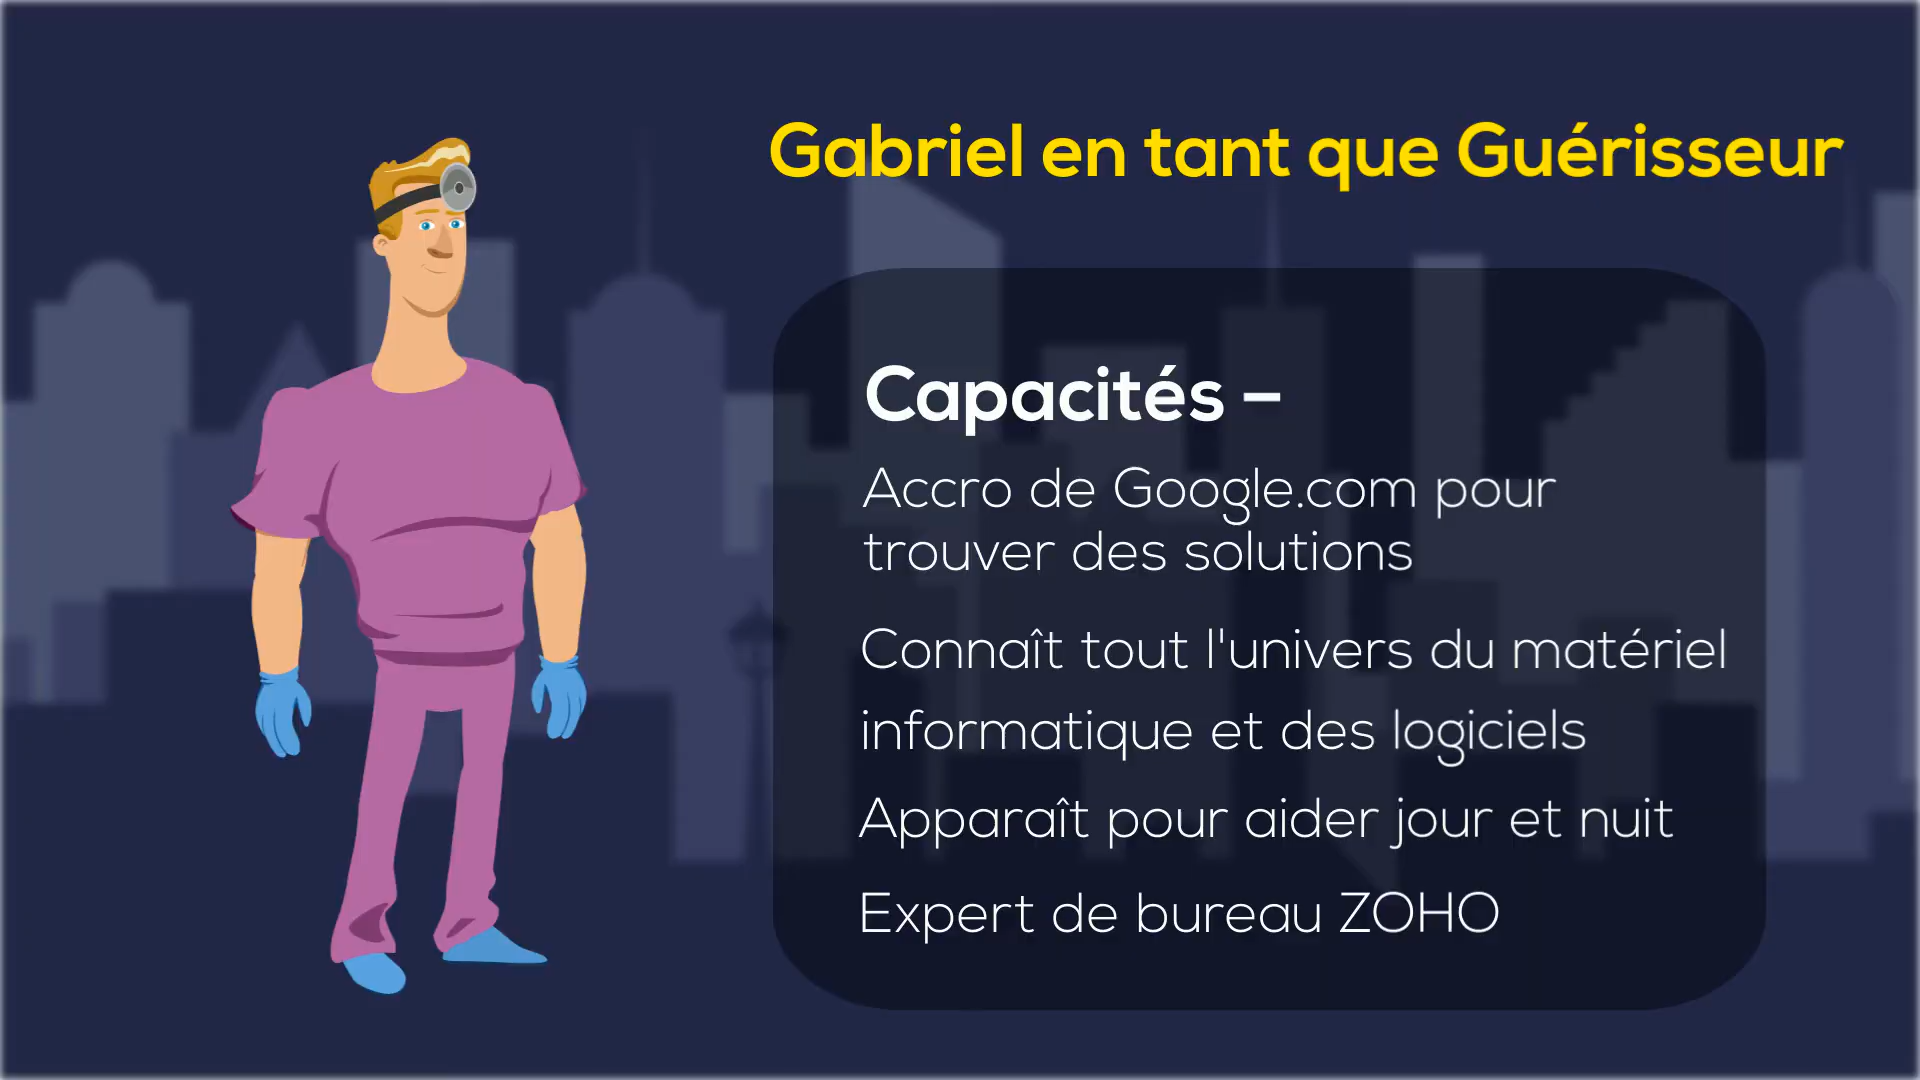 Gabriel en tant que Guérisseur
Capacités –
Accro de Google.com pour
trouver des solutions
Connaît tout l'univers du matériel
informatique et des logiciels
Apparaît pour aider jour et nuit
Expert de bureau ZOHO